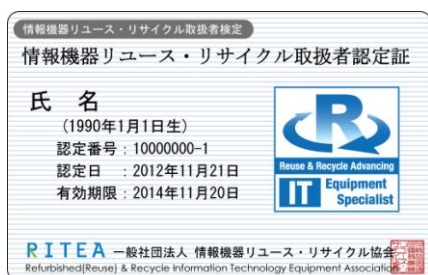 情報機器リユース・リサイクル取扱者検定
情報機器リユース・リサイクル取扱者認定証
氏 名
(1990年1月1日生)
認定番号：10000000-1
認定日　：2012年11月21日
有効期限：2014年11月20日
R
Reuse & Recycle Advancing
IT Equipment Specialist
RITEA 一般社団法人 情報機器リユース・リサイクル協会
Refurbished(Reuse) & Recycle Information Technology Equipment Association